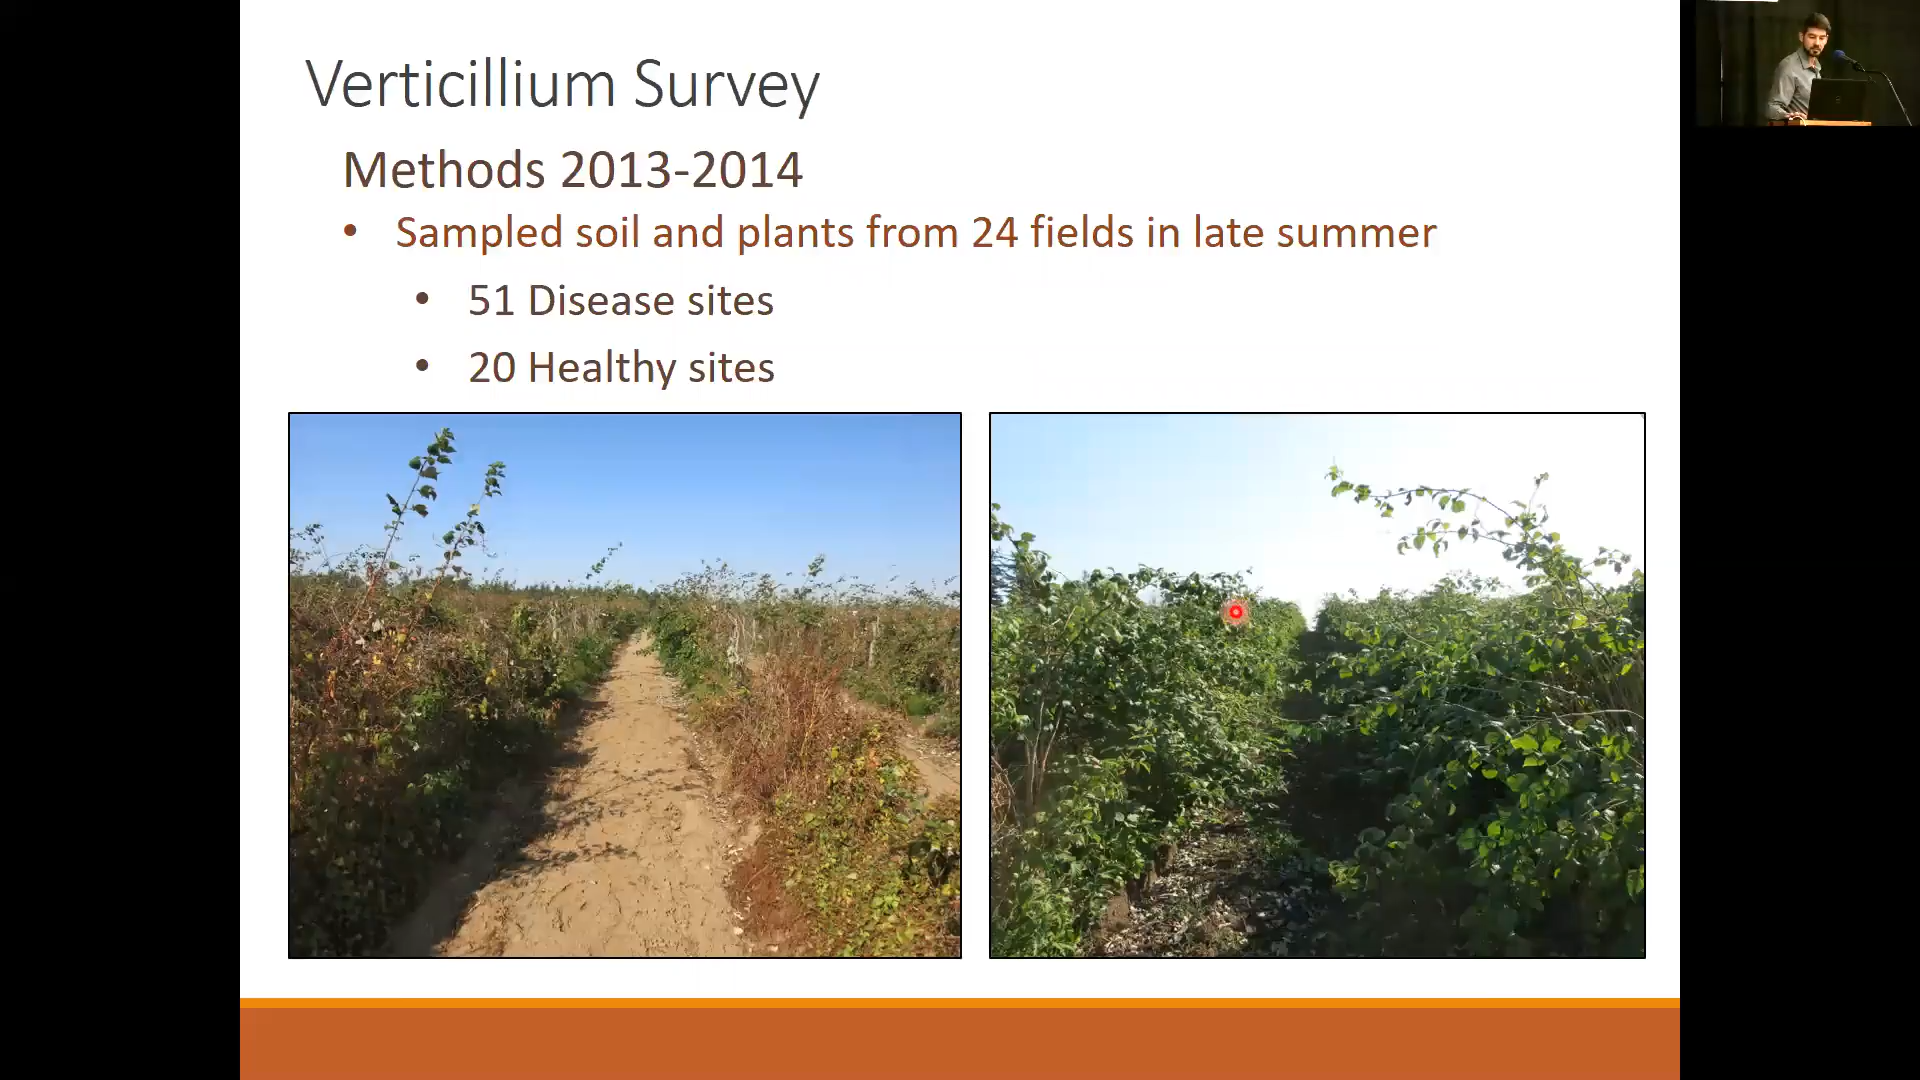 Verticillium Survey
Methods 2013-2014
• Sampled soil and plants from 24 fields in late summer
• 51 Disease sites
• 20 Healthy sites